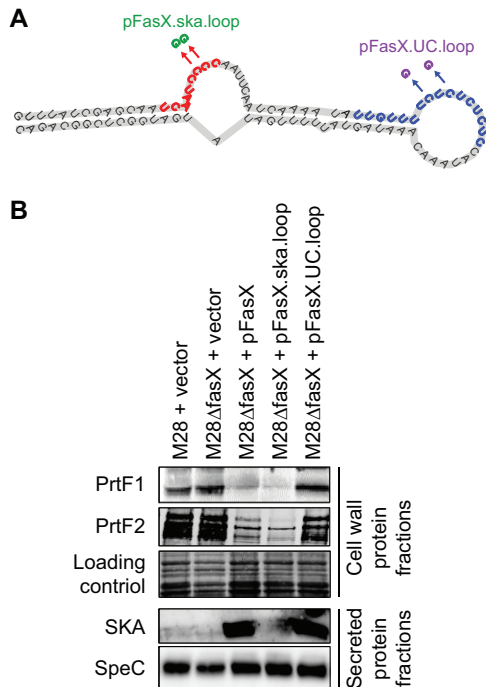 A
pFasX.ska.loop
pFasX.UC.loop
B
M28 + vector
M28ΔfasX + vector
M28ΔfasX + pFasX
M28ΔfasX + pFasX.ska.loop
M28ΔfasX + pFasX.UC.loop
PrtF1
PrtF2
Loading
contriol
Cell wall
protein
fractions
SKA
SpeC
Secreted
protein
fractions